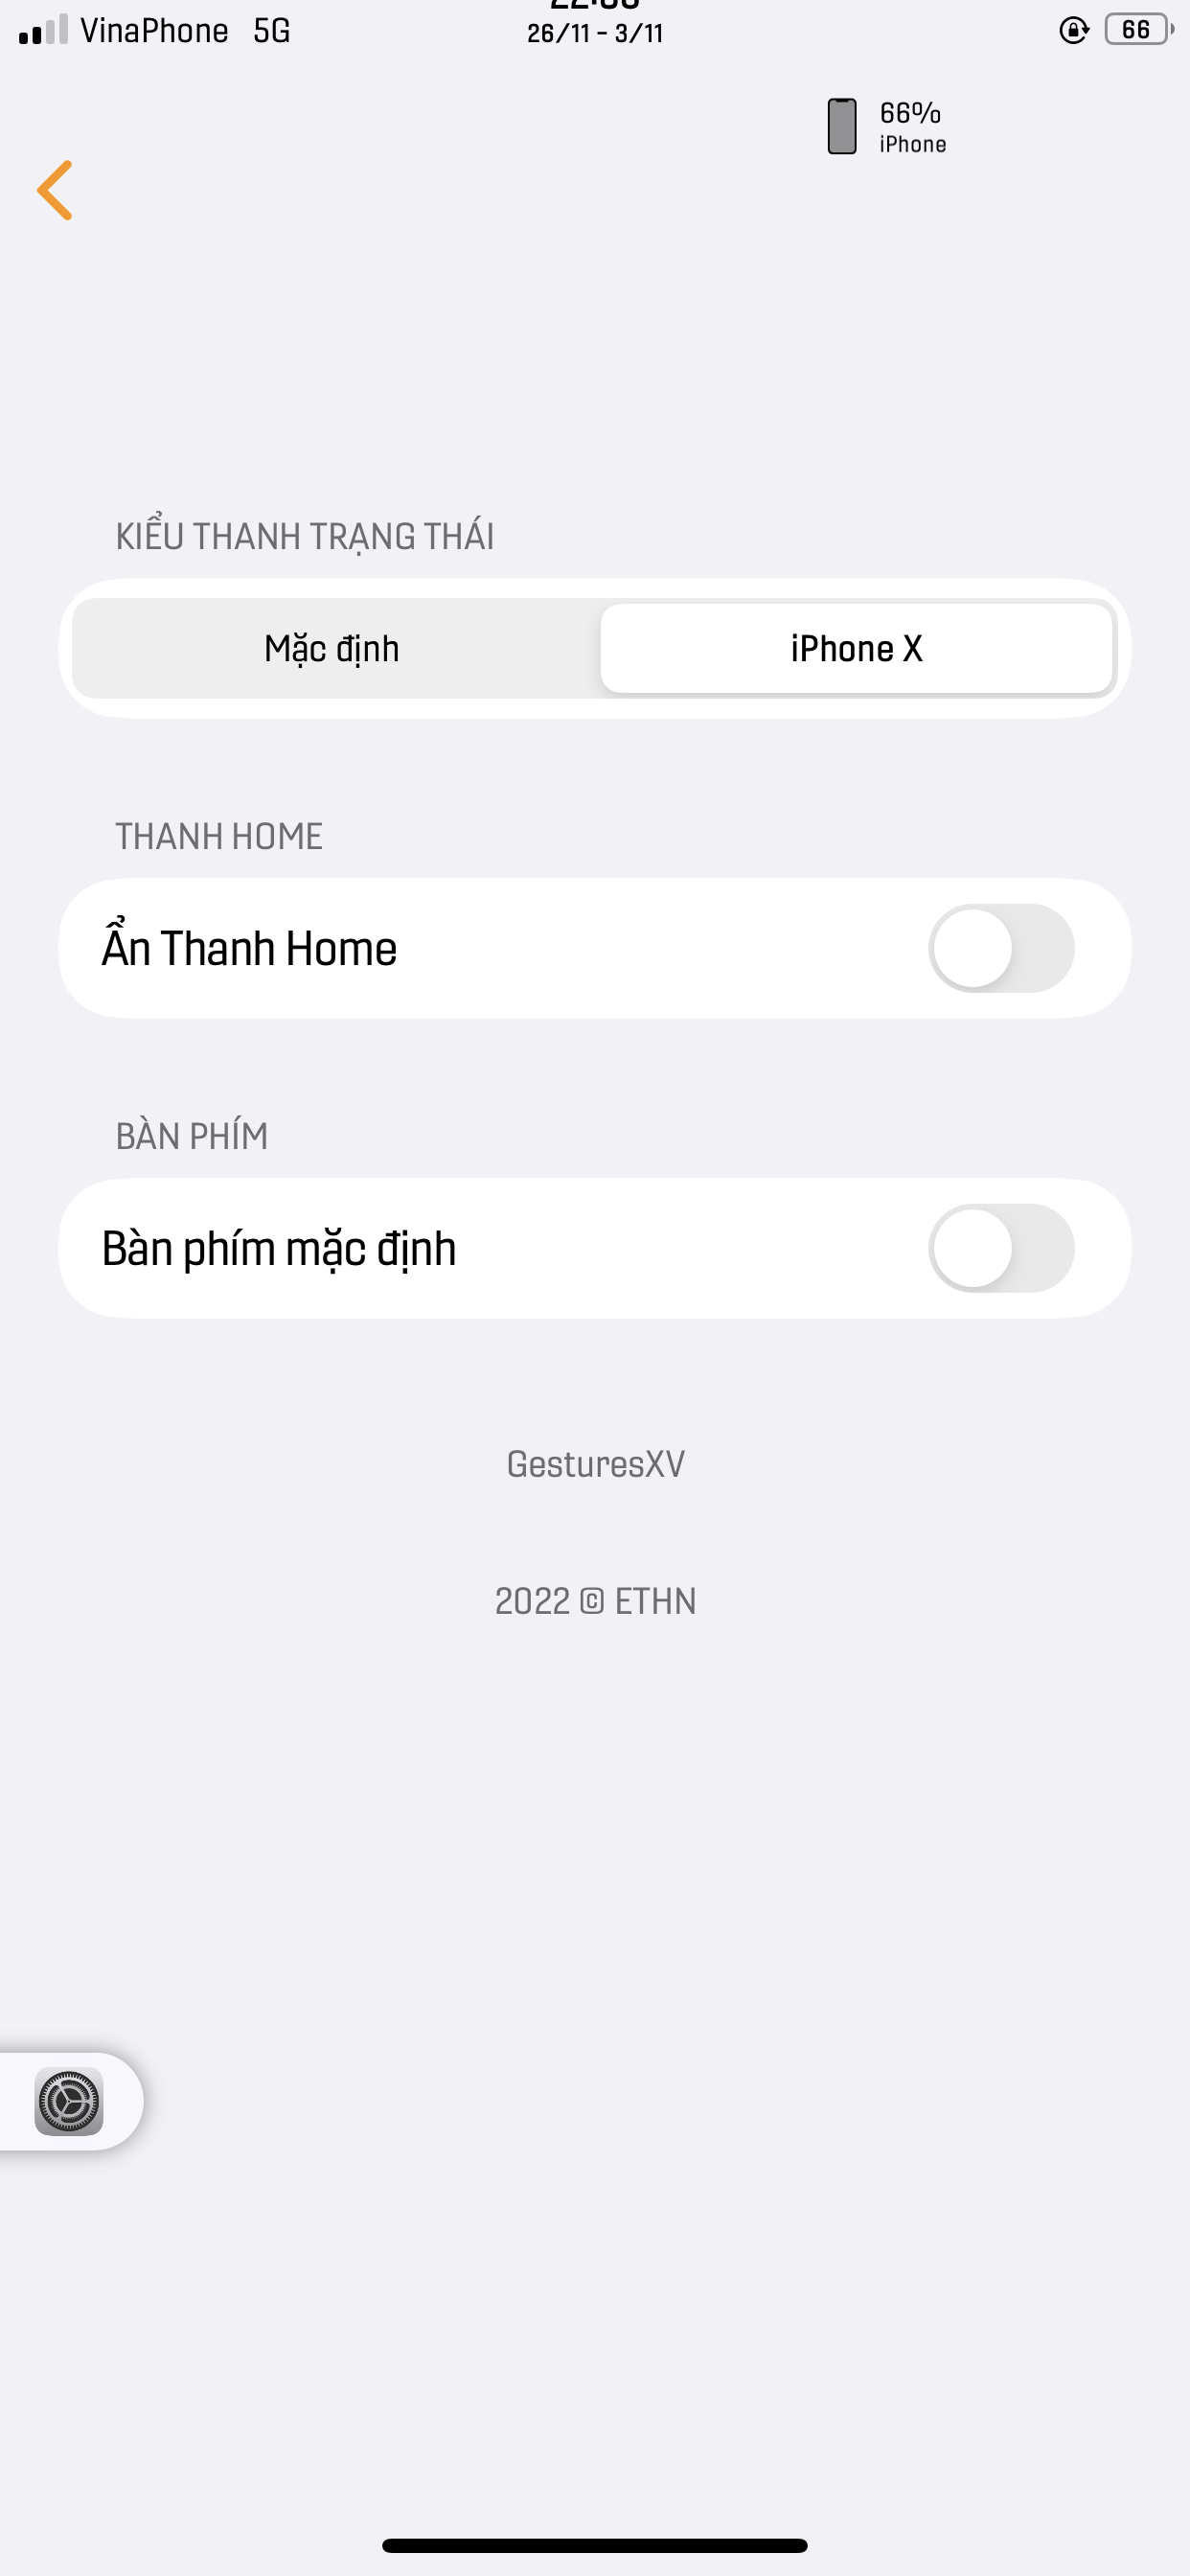 VinaPhone 5G
26/11 - 3/11
66
66%
iPhone
KIỂU THANH TRẠNG THÁI
Mặc định
iPhone X
THANH HOME
Ẩn Thanh Home
BÀN PHÍM
Bàn phím mặc định
GesturesXV
2022 © ETHN